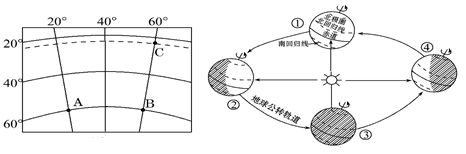 20° 40° 60°
20°
40°
60°
A
B
C
①
北极圈
北回归线
赤道
南回归线
②
地球公转轨道
③
④